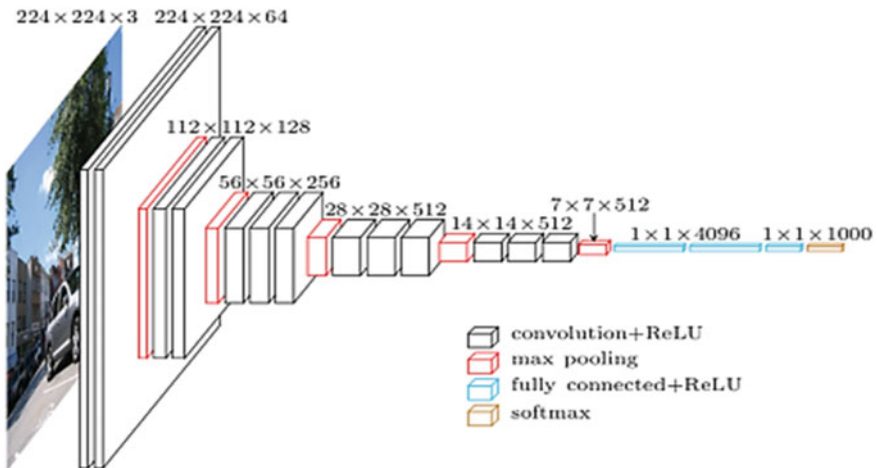 224×224×3
224×224×64
112×112×128
56×56×256
28×28×512
14×14×512
7×7×512
1×1×4096
1×1×1000
convolution+ReLU
max pooling
fully connected+ReLU
softmax